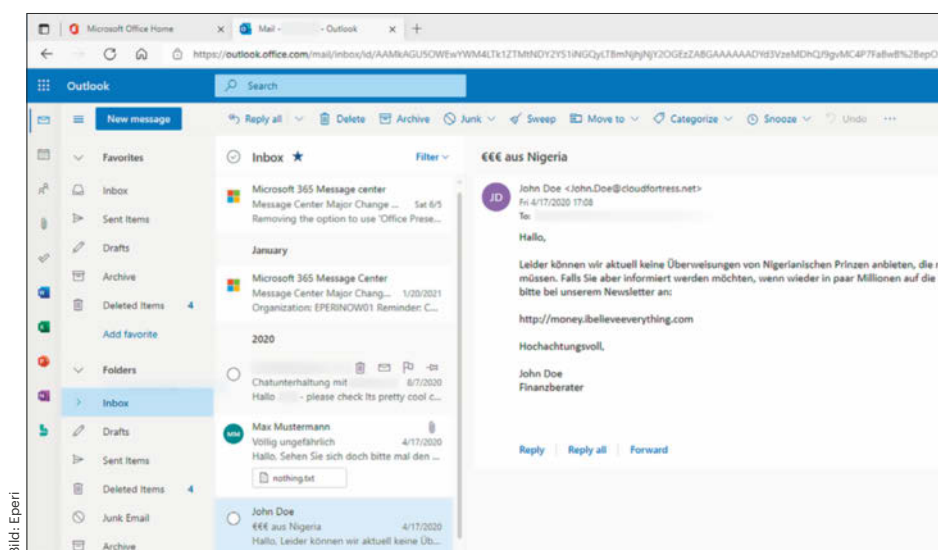 Microsoft Office Home
Mail - - Outlook
Outlook
Search
New message
Reply all
Delete
Archive
Junk
Sweep
Move to
Categorize
Snooze
Undo
Favorites
Inbox
Sent Items
Drafts
Archive
Deleted Items 4
Add favorite
Folders
Inbox
Drafts
Sent Items
Deleted Items 4
Junk Email
Archive
Inbox ★ Filter
Microsoft 365 Message center
Message Center Major Change ... Sat 6/5
Removing the option to use 'Office Prese...
January
Microsoft 365 Message Center
Message Center Major Chang... 1/20/2021
Organization: EPERINOW01 Reminder: C...
2020
Chatunterhaltung mit 8/7/2020
Hallo - please check Its pretty cool c...
MM
Max Mustermann
Völlig ungefährlich 4/17/2020
Hallo, Sehen Sie sich doch bitte mal den ...
nothing.txt
John Doe
€€€ aus Nigeria 4/17/2020
Hallo, Leider können wir aktuell keine Üb...
€€€ aus Nigeria
JD
John Doe <John.Doe@cloudfortress.net>
Fri 4/17/2020 17:08
To:
Hallo,
Leider können wir aktuell keine Überweisungen von Nigerianischen Prinzen anbieten, die
müssen. Falls Sie aber informiert werden möchten, wenn wieder in paar Millionen auf die
bitte bei unserem Newsletter an:
http://money.ibelieveeverything.com
Hochachtungsvoll,
John Doe
Finanzberater
Reply Reply all Forward
Bild: Eperi